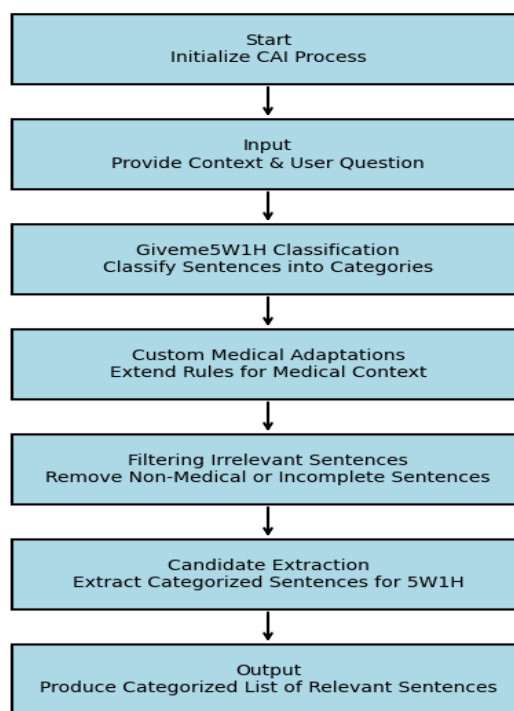 Start
Initialize CAI Process
Input
Provide Context & User Question
Giveme5W1H Classification
Classify Sentences into Categories
Custom Medical Adaptations
Extend Rules for Medical Context
Filtering Irrelevant Sentences
Remove Non-Medical or Incomplete Sentences
Candidate Extraction
Extract Categorized Sentences for 5W1H
Output
Produce Categorized List of Relevant Sentences